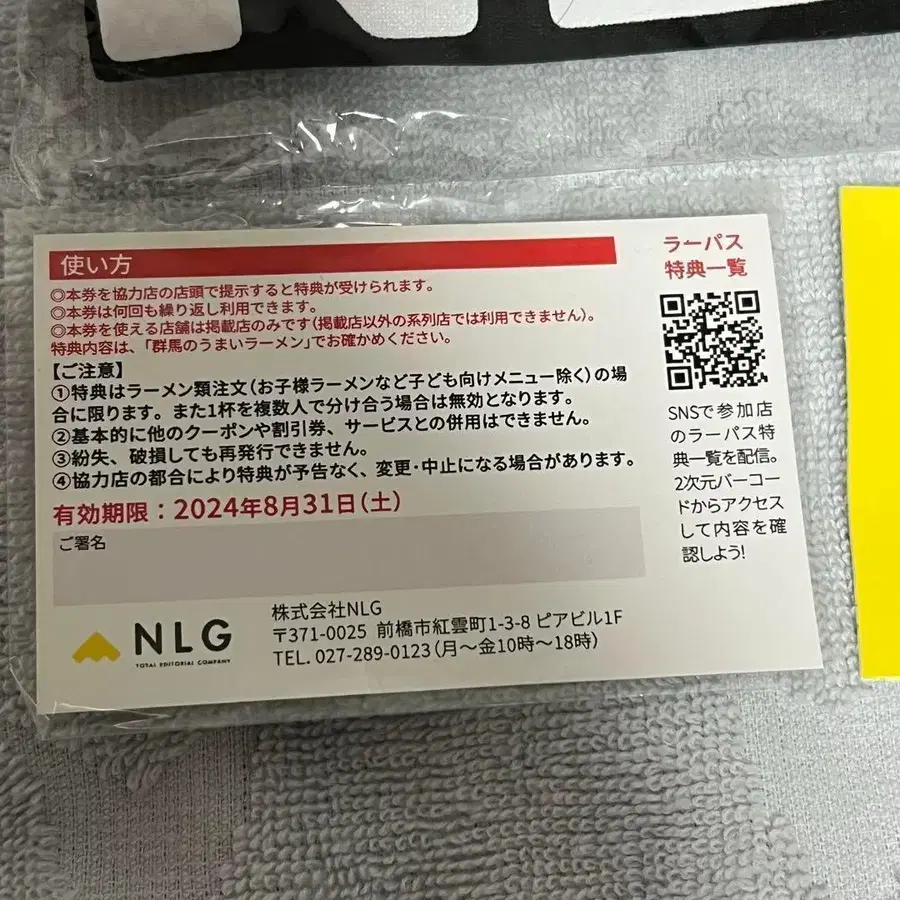 使い方
◎本券を協力店の店頭で提示すると特典が受けられます。
◎本券は何回も繰り返し利用できます。
◎本券を使える店舗は掲載店のみです(掲載店以外の系列店では利用できません)。
特典内容は、「群馬のうまいラーメン」でお確かめください。
【ご注意】
①特典はラーメン類注文(お子様ラーメンなど子ども向けメニュー除く)の場
合に限ります。また1杯を複数人で分け合う場合は無効となります。
②基本的に他のクーポンや割引券、サービスとの併用はできません。
③紛失、破損しても再発行できません。
④協力店の都合により特典が予告なく、変更・中止になる場合があります。
有効期限:2024年8月31日(土)
ご署名
NLG
TOTAL EDITORIAL COMPANY
株式会社NLG
〒371-0025 前橋市紅雲町1-3-8 ピアビル1F
TEL. 027-289-0123(月〜金10時〜18時)
ラーパス
特典一覧
SNSで参加店
のラーパス特
典一覧を配信。
2次元バーコー
ドからアクセス
して内容を確
認しよう!